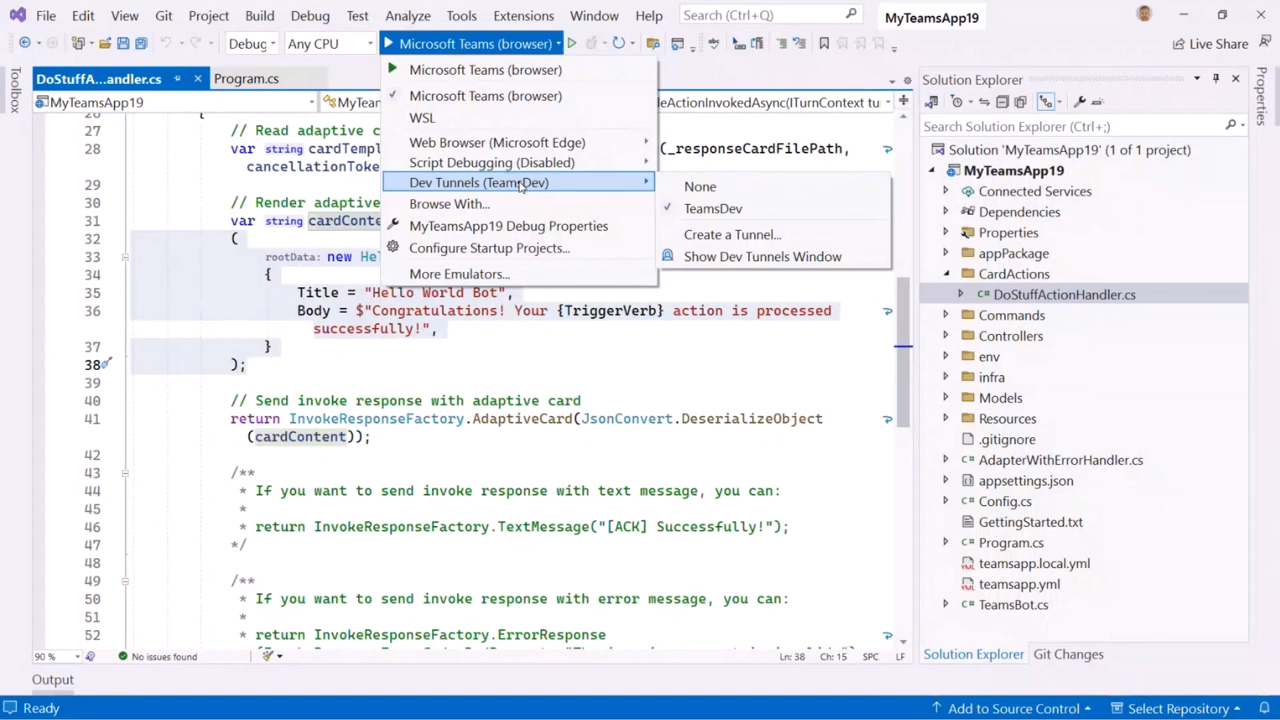 File Edit View Git Project Build Debug Test Analyze Tools Extensions Window Help Search (Ctrl+Q) MyTeamsApp19
Debug Any CPU Microsoft Teams (browser) Live Share
Toolbox
DoStuffA...andler.cs Program.cs
MyTeamsApp19 MyTeam leActionInvokedAsync(ITurnContext tu
Microsoft Teams (browser)
Microsoft Teams (browser)
WSL
Web Browser (Microsoft Edge)
Script Debugging (Disabled)
Dev Tunnels (TeamsDev)
Browse With...
MyTeamsApp19 Debug Properties
Configure Startup Projects...
More Emulators...
None
TeamsDev
Create a Tunnel...
Show Dev Tunnels Window
26 {
27 // Read adaptive c
28 var string cardTempl (_responseCardFilePath,
cancellationToken
29
30 // Render adaptive
31 var string cardConte
32 (
33 rootData: new Hel
34 {
35 Title = "Hello World Bot",
36 Body = $"Congratulations! Your {TriggerVerb} action is processed
successfully!",
37 }
38 );
39
40 // Send invoke response with adaptive card
41 return InvokeResponseFactory.AdaptiveCard(JsonConvert.DeserializeObject
(cardContent));
42
43 /**
44 * If you want to send invoke response with text message, you can:
45 *
46 * return InvokeResponseFactory.TextMessage("[ACK] Successfully!");
47 */
48
49 /**
50 * If you want to send invoke response with error message, you can:
51 *
52 * return InvokeResponseFactory.ErrorResponse
90 % No issues found Ln: 38 Ch: 15 SPC LF
Output
Solution Explorer
Search Solution Explorer (Ctrl+;)
Solution 'MyTeamsApp19' (1 of 1 project)
MyTeamsApp19
Connected Services
Dependencies
Properties
appPackage
CardActions
DoStuffActionHandler.cs
Commands
Controllers
env
infra
Models
Resources
.gitignore
AdapterWithErrorHandler.cs
appsettings.json
Config.cs
GettingStarted.txt
Program.cs
teamsapp.local.yml
teamsapp.yml
TeamsBot.cs
Solution Explorer Git Changes
Properties
Ready Add to Source Control Select Repository